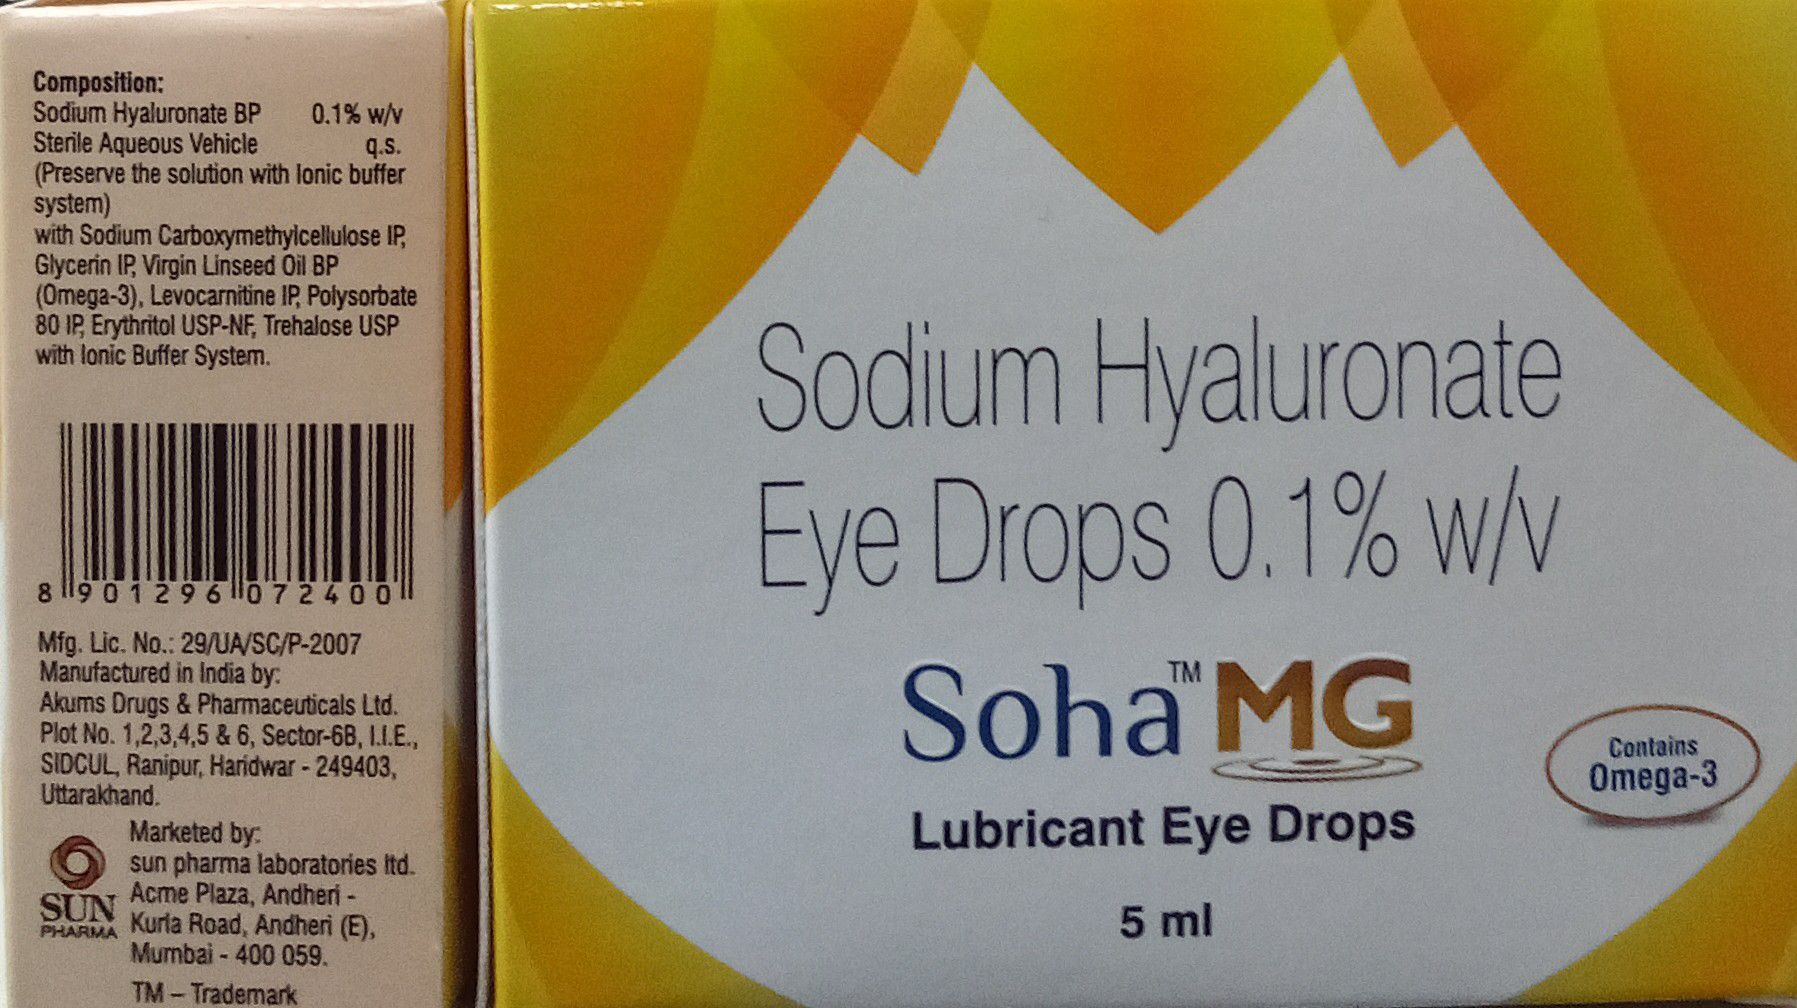 Composition:
Sodium Hyaluronate BP 0.1% w/v
Sterile Aqueous Vehicle q.s.
(Preserve the solution with Ionic buffer
system)
with Sodium Carboxymethylcellulose IP,
Glycerin IP, Virgin Linseed Oil BP
(Omega-3), Levocarnitine IP, Polysorbate
80 IP, Erythritol USP-NF, Trehalose USP
with Ionic Buffer System.
8 901296 072400
Mfg. Lic. No.: 29/UA/SC/P-2007
Manufactured in India by:
Akums Drugs & Pharmaceuticals Ltd.
Plot No. 1,2,3,4,5 & 6, Sector-6B, I.I.E.,
SIDCUL, Ranipur, Haridwar - 249403,
Uttarakhand.
Marketed by:
sun pharma laboratories ltd.
Acme Plaza, Andheri -
Kurla Road, Andheri (E),
Mumbai - 400 059.
SUN
PHARMA
TM – Trademark
Sodium Hyaluronate
Eye Drops 0.1% w/v
Soha™ MG
Lubricant Eye Drops
5 ml
Contains
Omega-3